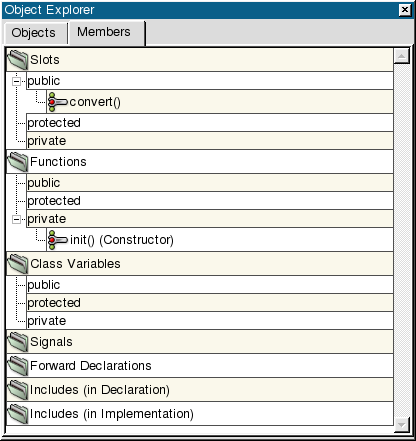 Object Explorer
Objects Members
Slots
public
convert()
protected
private
Functions
public
protected
private
init() (Constructor)
Class Variables
public
protected
private
Signals
Forward Declarations
Includes (in Declaration)
Includes (in Implementation)